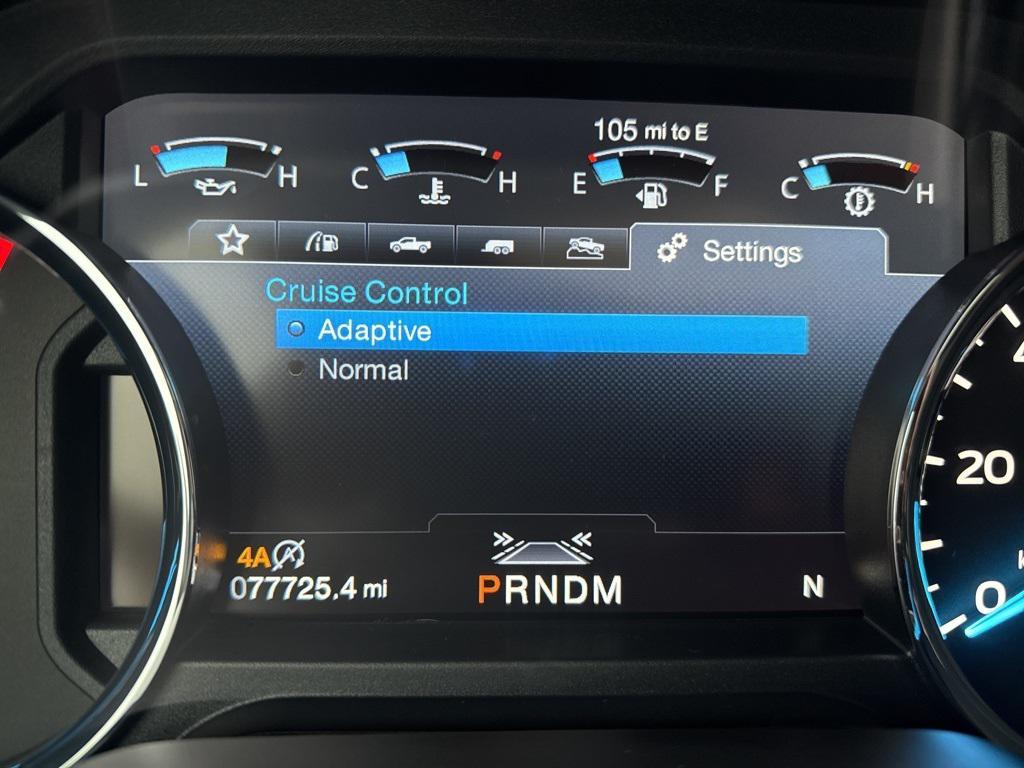 105 mi to E
L H C H E F C H
Settings
Cruise Control
Adaptive
Normal
4A A
077725.4 mi
PRNDM
N
20
0